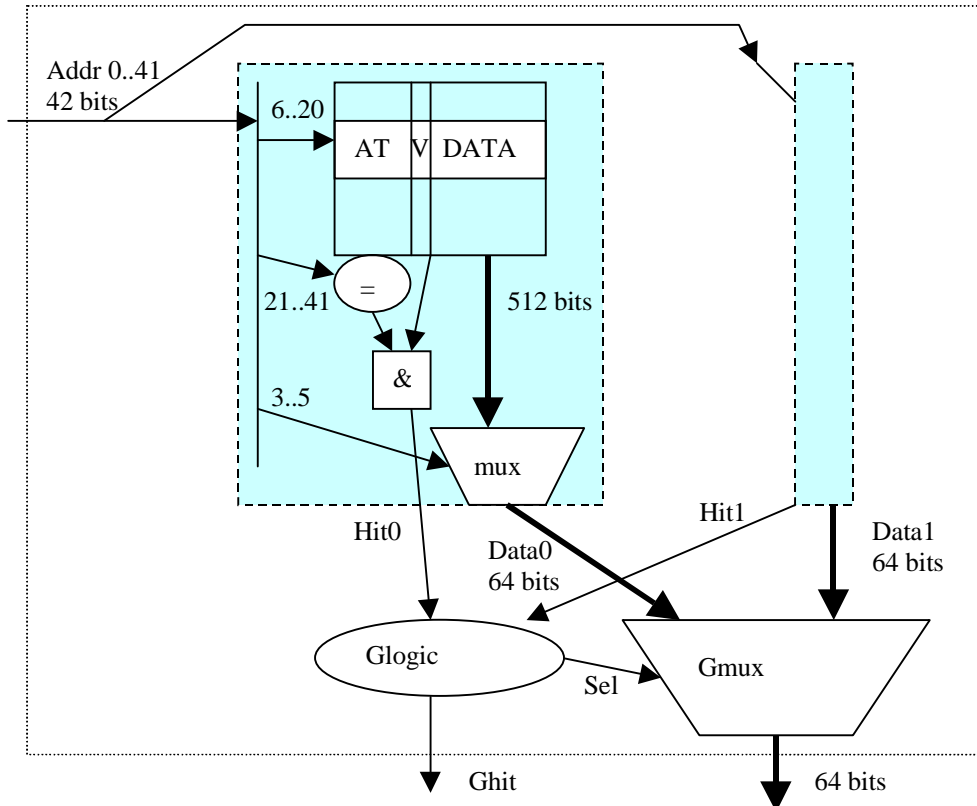 Addr 0..41
42 bits
6..20
AT V DATA
=
21..41
512 bits
&
3..5
mux
Hit0
Hit1
Data0
64 bits
Data1
64 bits
Glogic
Sel
Gmux
Ghit
64 bits